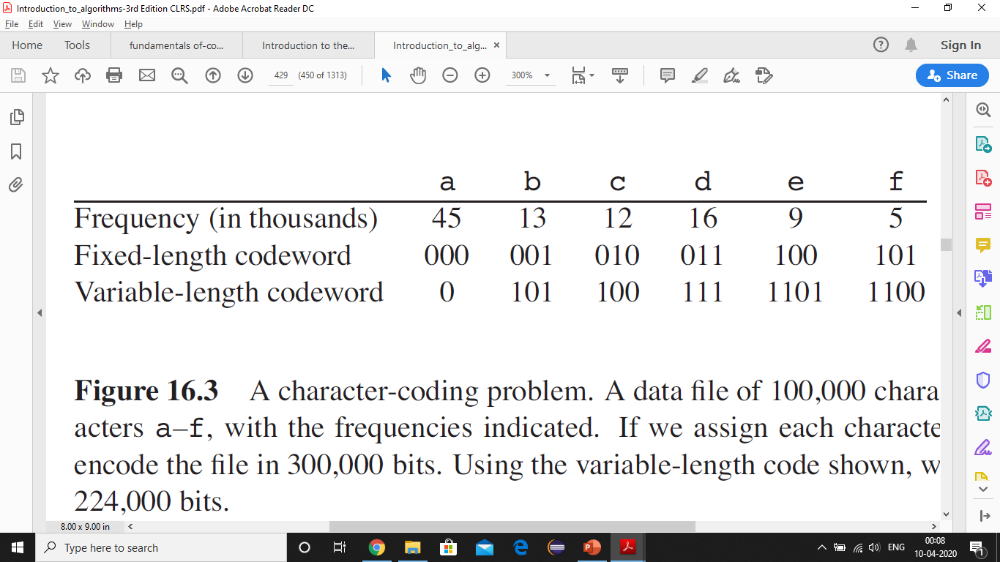 Introduction_to_algorithms-3rd Edition CLRS.pdf - Adobe Acrobat Reader DC
File Edit View Window Help
Home Tools fundamentals of-co... Introduction to the... Introduction_to_alg... × Sign In
429 (450 of 1313) 300% Share
a b c d e f
Frequency (in thousands) 45 13 12 16 9 5
Fixed-length codeword 000 001 010 011 100 101
Variable-length codeword 0 101 100 111 1101 1100
Figure 16.3 A character-coding problem. A data file of 100,000 chara
acters a–f, with the frequencies indicated. If we assign each characte
encode the file in 300,000 bits. Using the variable-length code shown, w
224,000 bits.
8.00 x 9.00 in
Type here to search ENG 00:08
10-04-2020 1